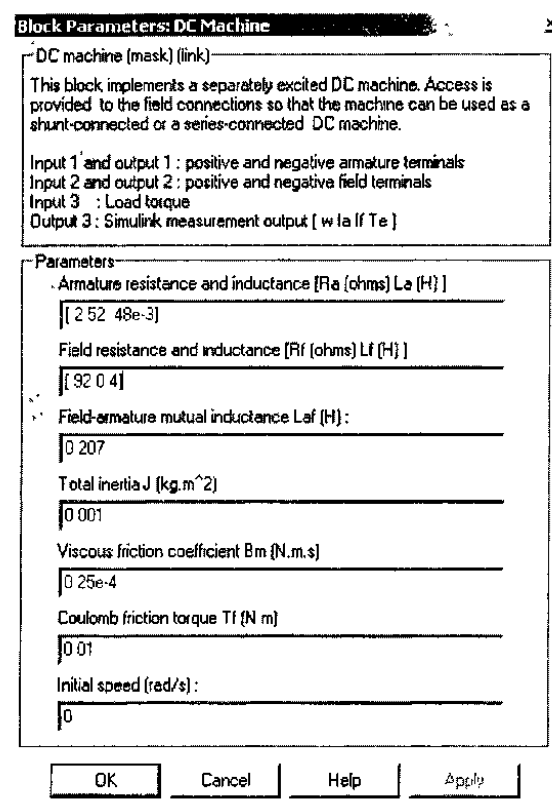 Block Parameters: DC Machine
DC machine (mask) (link)
This block implements a separately excited DC machine. Access is
provided to the field connections so that the machine can be used as a
shunt-connected or a series-connected DC machine.
Input 1 and output 1 : positive and negative armature terminals
Input 2 and output 2 : positive and negative field terminals
Input 3 : Load torque
Output 3 : Simulink measurement output [ w Ia If Te ]
Parameters
Armature resistance and inductance [Ra (ohms) La (H) ]
[ 2 52 48e-3]
Field resistance and inductance [Rf (ohms) Lf (H) ]
[ 92 0 4]
Field-armature mutual inductance Laf (H) :
0 207
Total inertia J (kg.m^2)
0 001
Viscous friction coefficient Bm (N.m.s)
0 25e-4
Coulomb friction torque Tf (N m)
0 01
Initial speed (rad/s) :
0
OK Cancel Help Apply